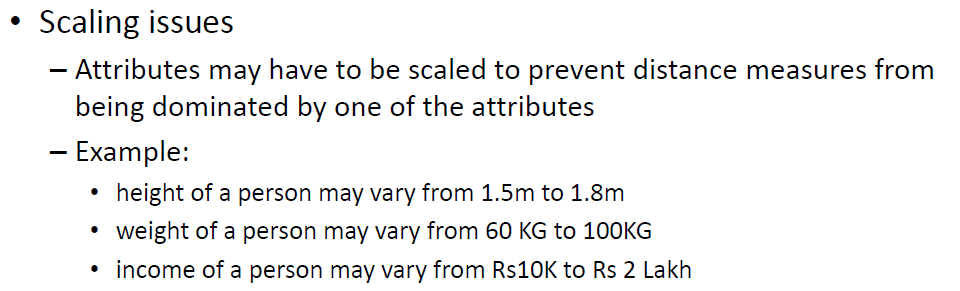 • Scaling issues
– Attributes may have to be scaled to prevent distance measures from
being dominated by one of the attributes
– Example:
• height of a person may vary from 1.5m to 1.8m
• weight of a person may vary from 60 KG to 100KG
• income of a person may vary from Rs10K to Rs 2 Lakh